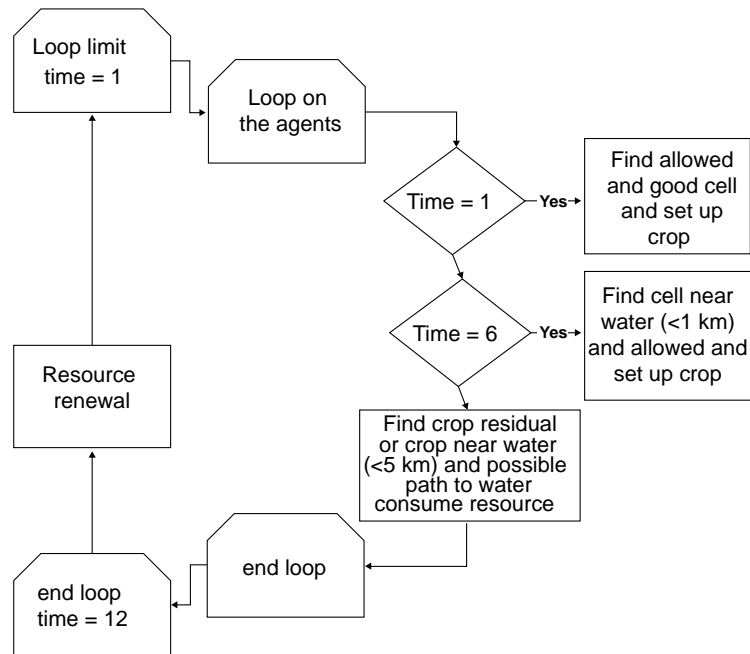 Loop limit
time = 1
Loop on
the agents
Time = 1
Yes
Find allowed
and good cell
and set up
crop
Time = 6
Yes
Find cell near
water (<1 km)
and allowed and
set up crop
Find crop residual
or crop near water
(<5 km) and possible
path to water
consume resource
end loop
end loop
time = 12
Resource
renewal